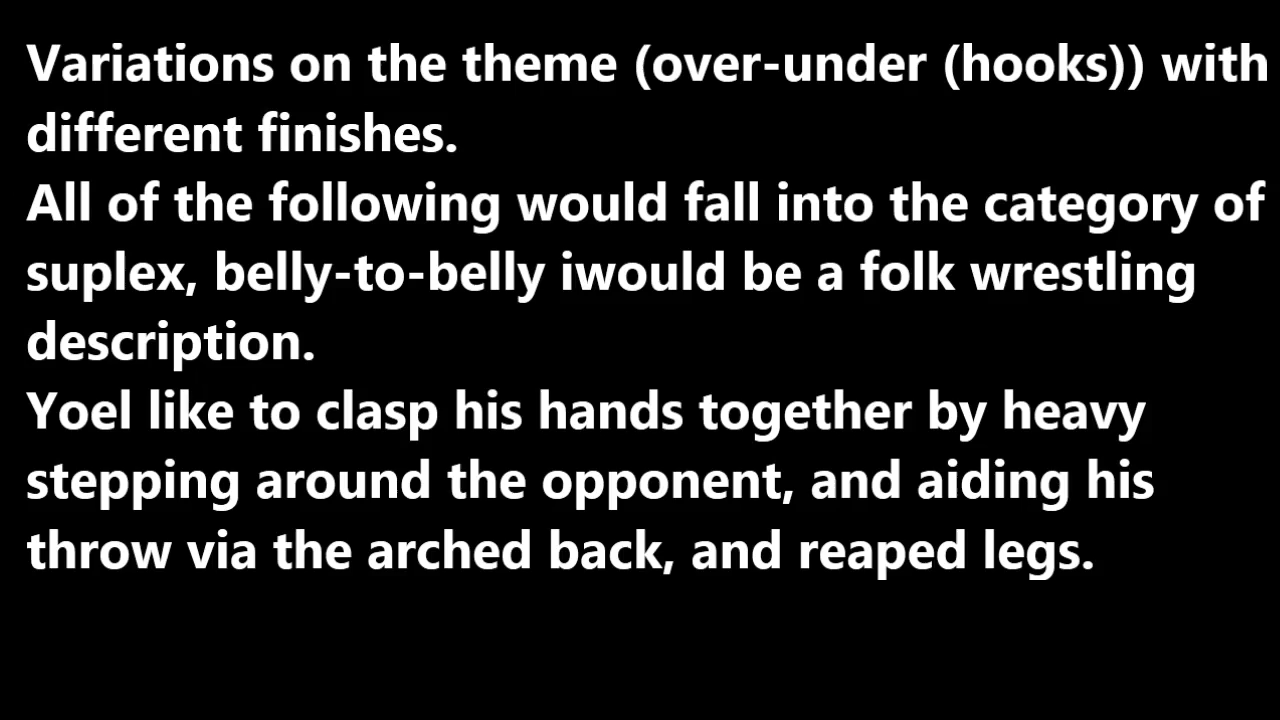 Variations on the theme (over-under (hooks)) with
different finishes.
All of the following would fall into the category of
suplex, belly-to-belly iwould be a folk wrestling
description.
Yoel like to clasp his hands together by heavy
stepping around the opponent, and aiding his
throw via the arched back, and reaped legs.